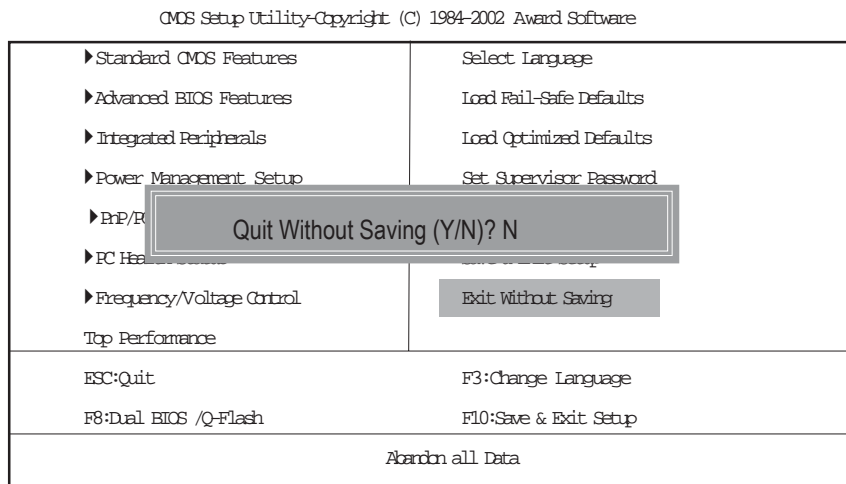 CMOS Setup Utility-Copyright (C) 1984-2002 Award Software
Standard CMOS Features
Select Language
Advanced BIOS Features
Load Fail-Safe Defaults
Integrated Peripherals
Load Optimized Defaults
Power Management Setup
Set Supervisor Password
Quit Without Saving (Y/N)? N
Frequency/Voltage Control
Exit Without Saving
Top Performance
ESC:Quit
F3:Change Language
F8:Dual BIOS /Q-Flash
F10:Save & Exit Setup
Abandon all Data